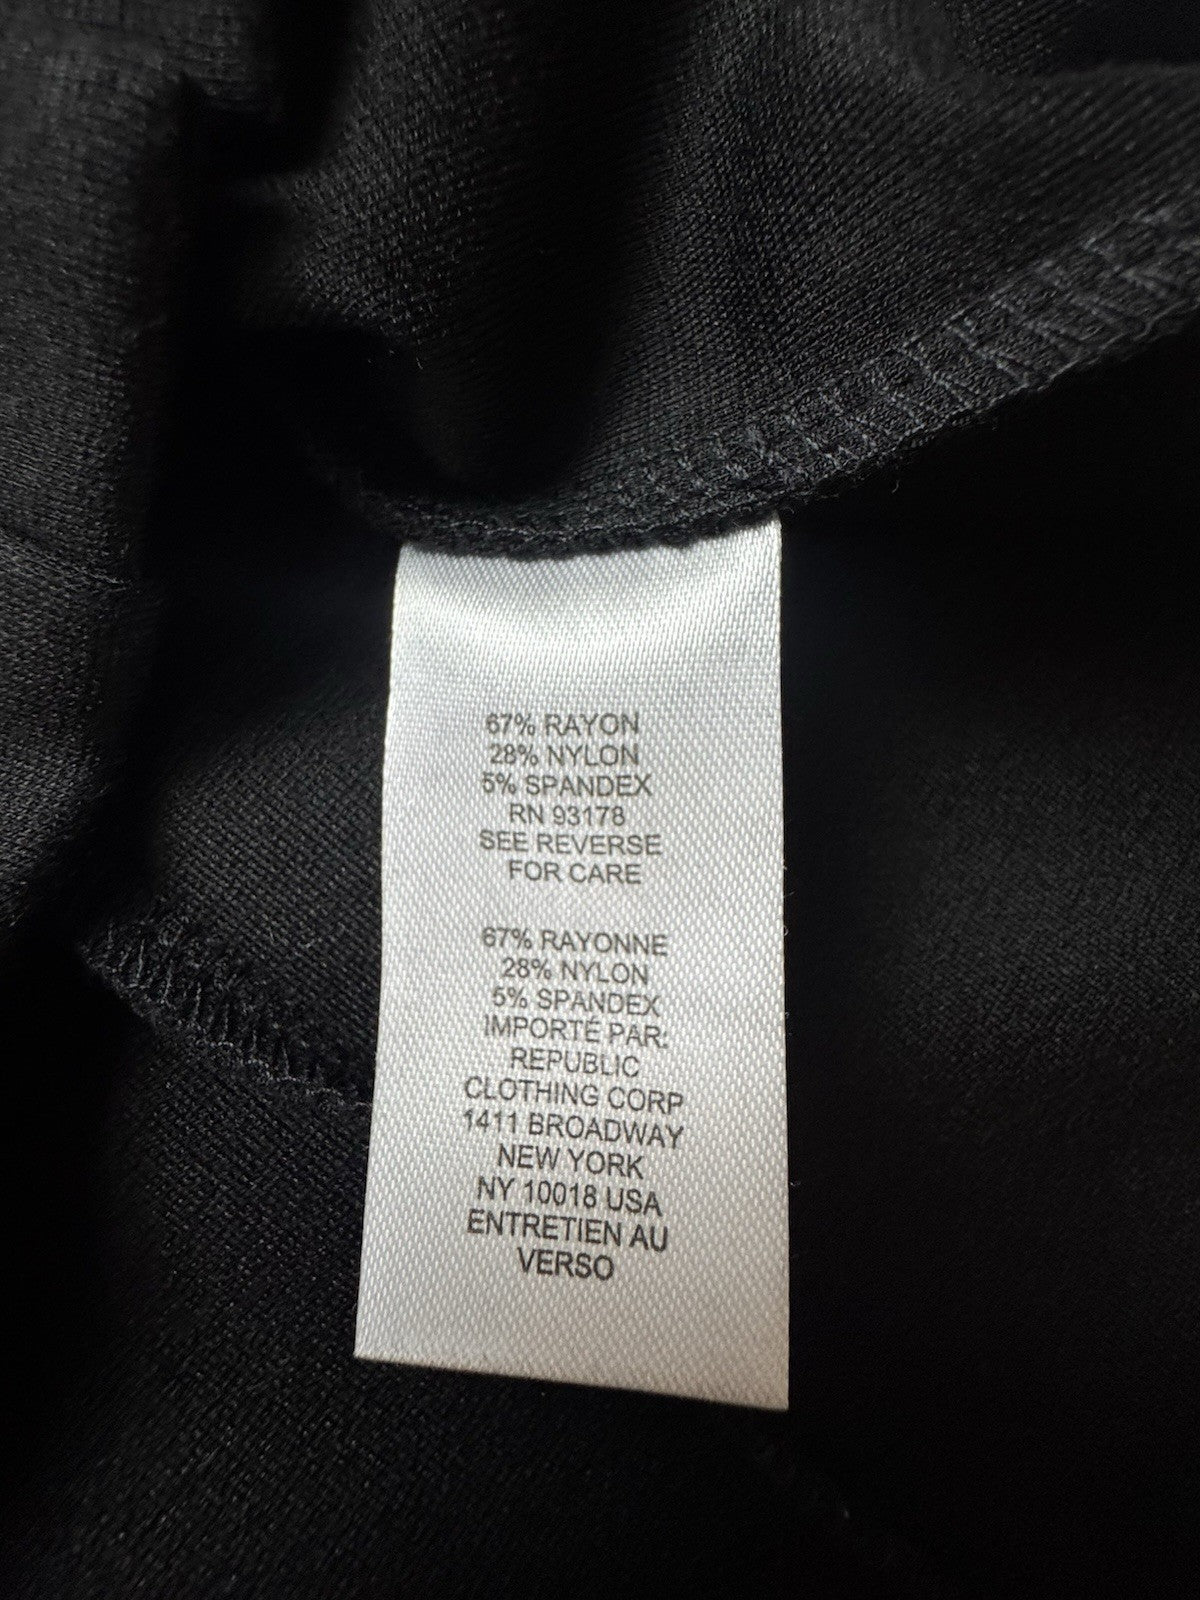 67% RAYON
28% NYLON
5% SPANDEX
RN 93178
SEE REVERSE
FOR CARE
67% RAYONNE
28% NYLON
5% SPANDEX
IMPORTÉ PAR:
REPUBLIC
CLOTHING CORP
1411 BROADWAY
NEW YORK
NY 10018 USA
ENTRETIEN AU
VERSO